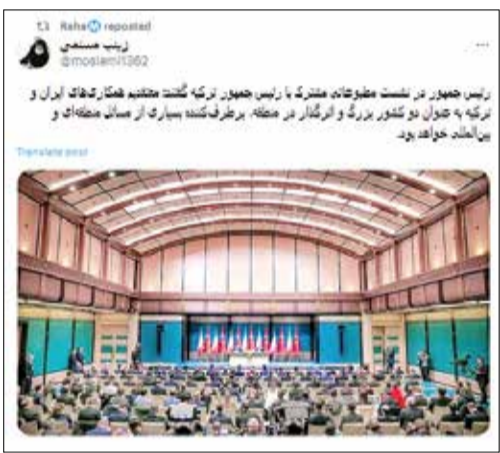 Raha M reposted
زینب مسلمی
@moslemi1362
رئیس جمهور در نشست مطبوعاتی مشترک با رئیس جمهور ترکیه گفتند: معتقدیم همکاری‌های ایران و
ترکیه به عنوان دو کشور بزرگ و اثرگذار در منطقه، برطرف‌کننده بسیاری از مسائل منطقه‌ای و
بین‌المللی خواهد بود.
Translate post